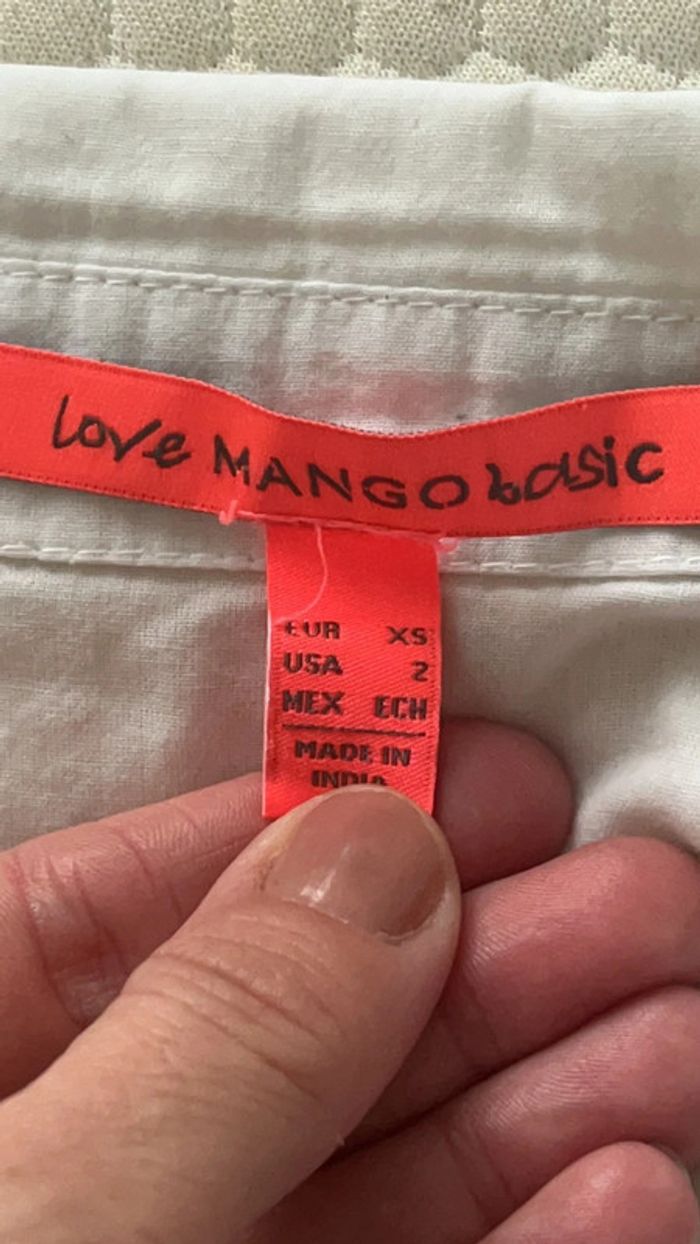 love MANGO basic
EUR XS
USA 2
MEX ECH
MADE IN
INDIA